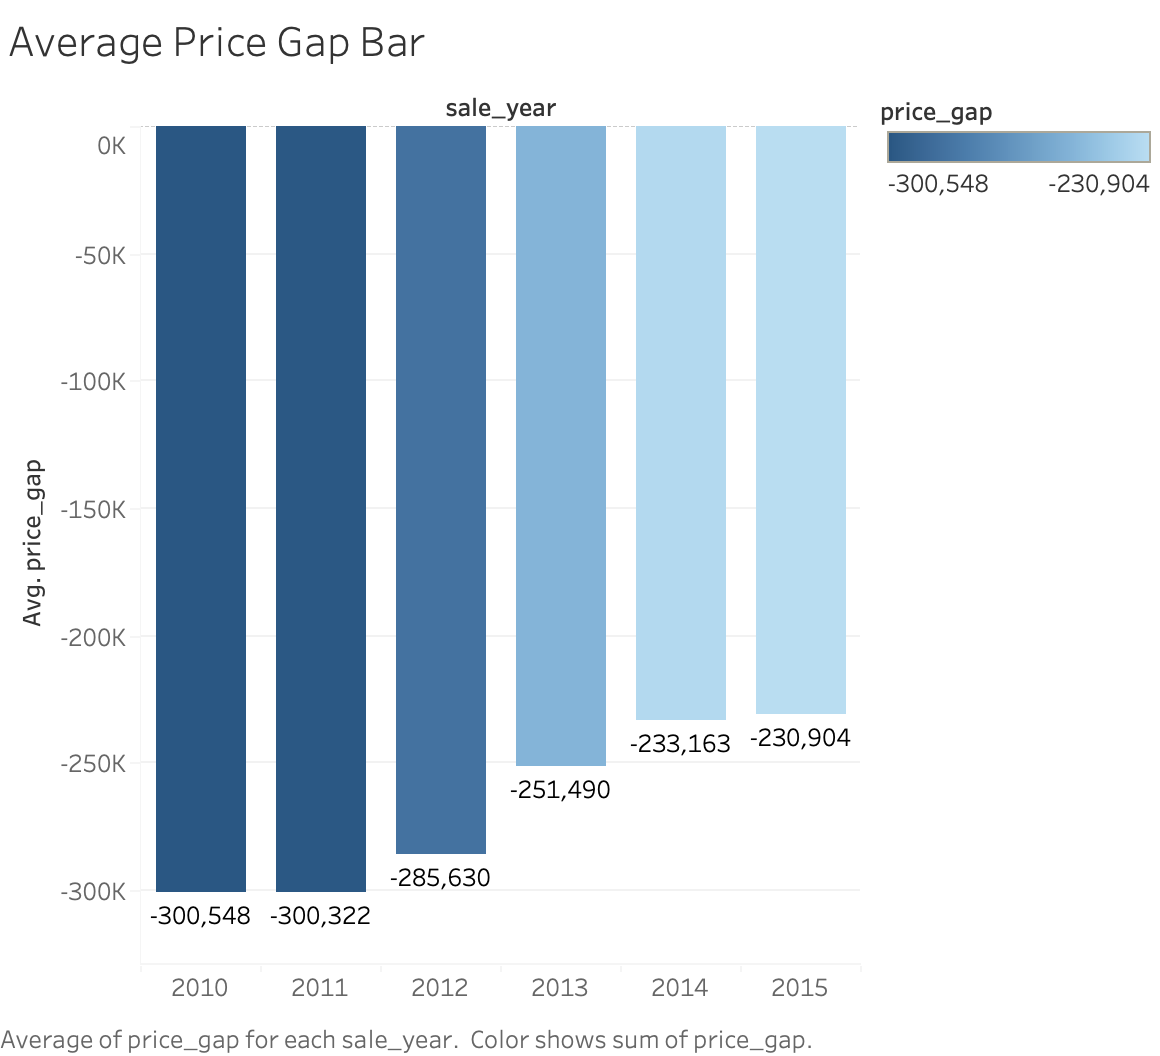 Average Price Gap Bar
sale_year
price_gap
-300,548 -230,904
Avg. price_gap
0K
-50K
-100K
-150K
-200K
-250K
-300K
-300,548
-300,322
-285,630
-251,490
-233,163
-230,904
2010 2011 2012 2013 2014 2015
Average of price_gap for each sale_year.  Color shows sum of price_gap.